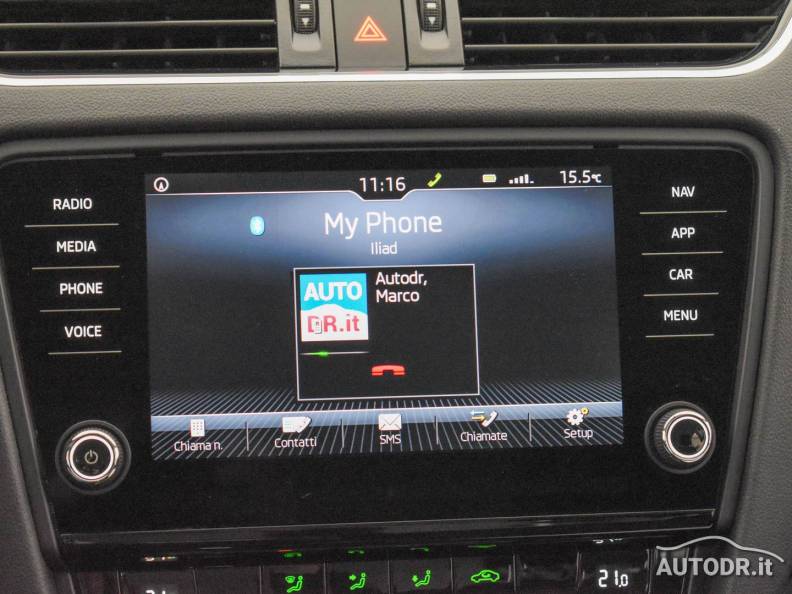 RADIO
MEDIA
PHONE
VOICE
11:16
15.5°C
My Phone
Iliad
AUTO
DR.it
Autodr,
Marco
Chiama n.
Contatti
SMS
Chiamate
Setup
NAV
APP
CAR
MENU
21.0
AUTODR.it